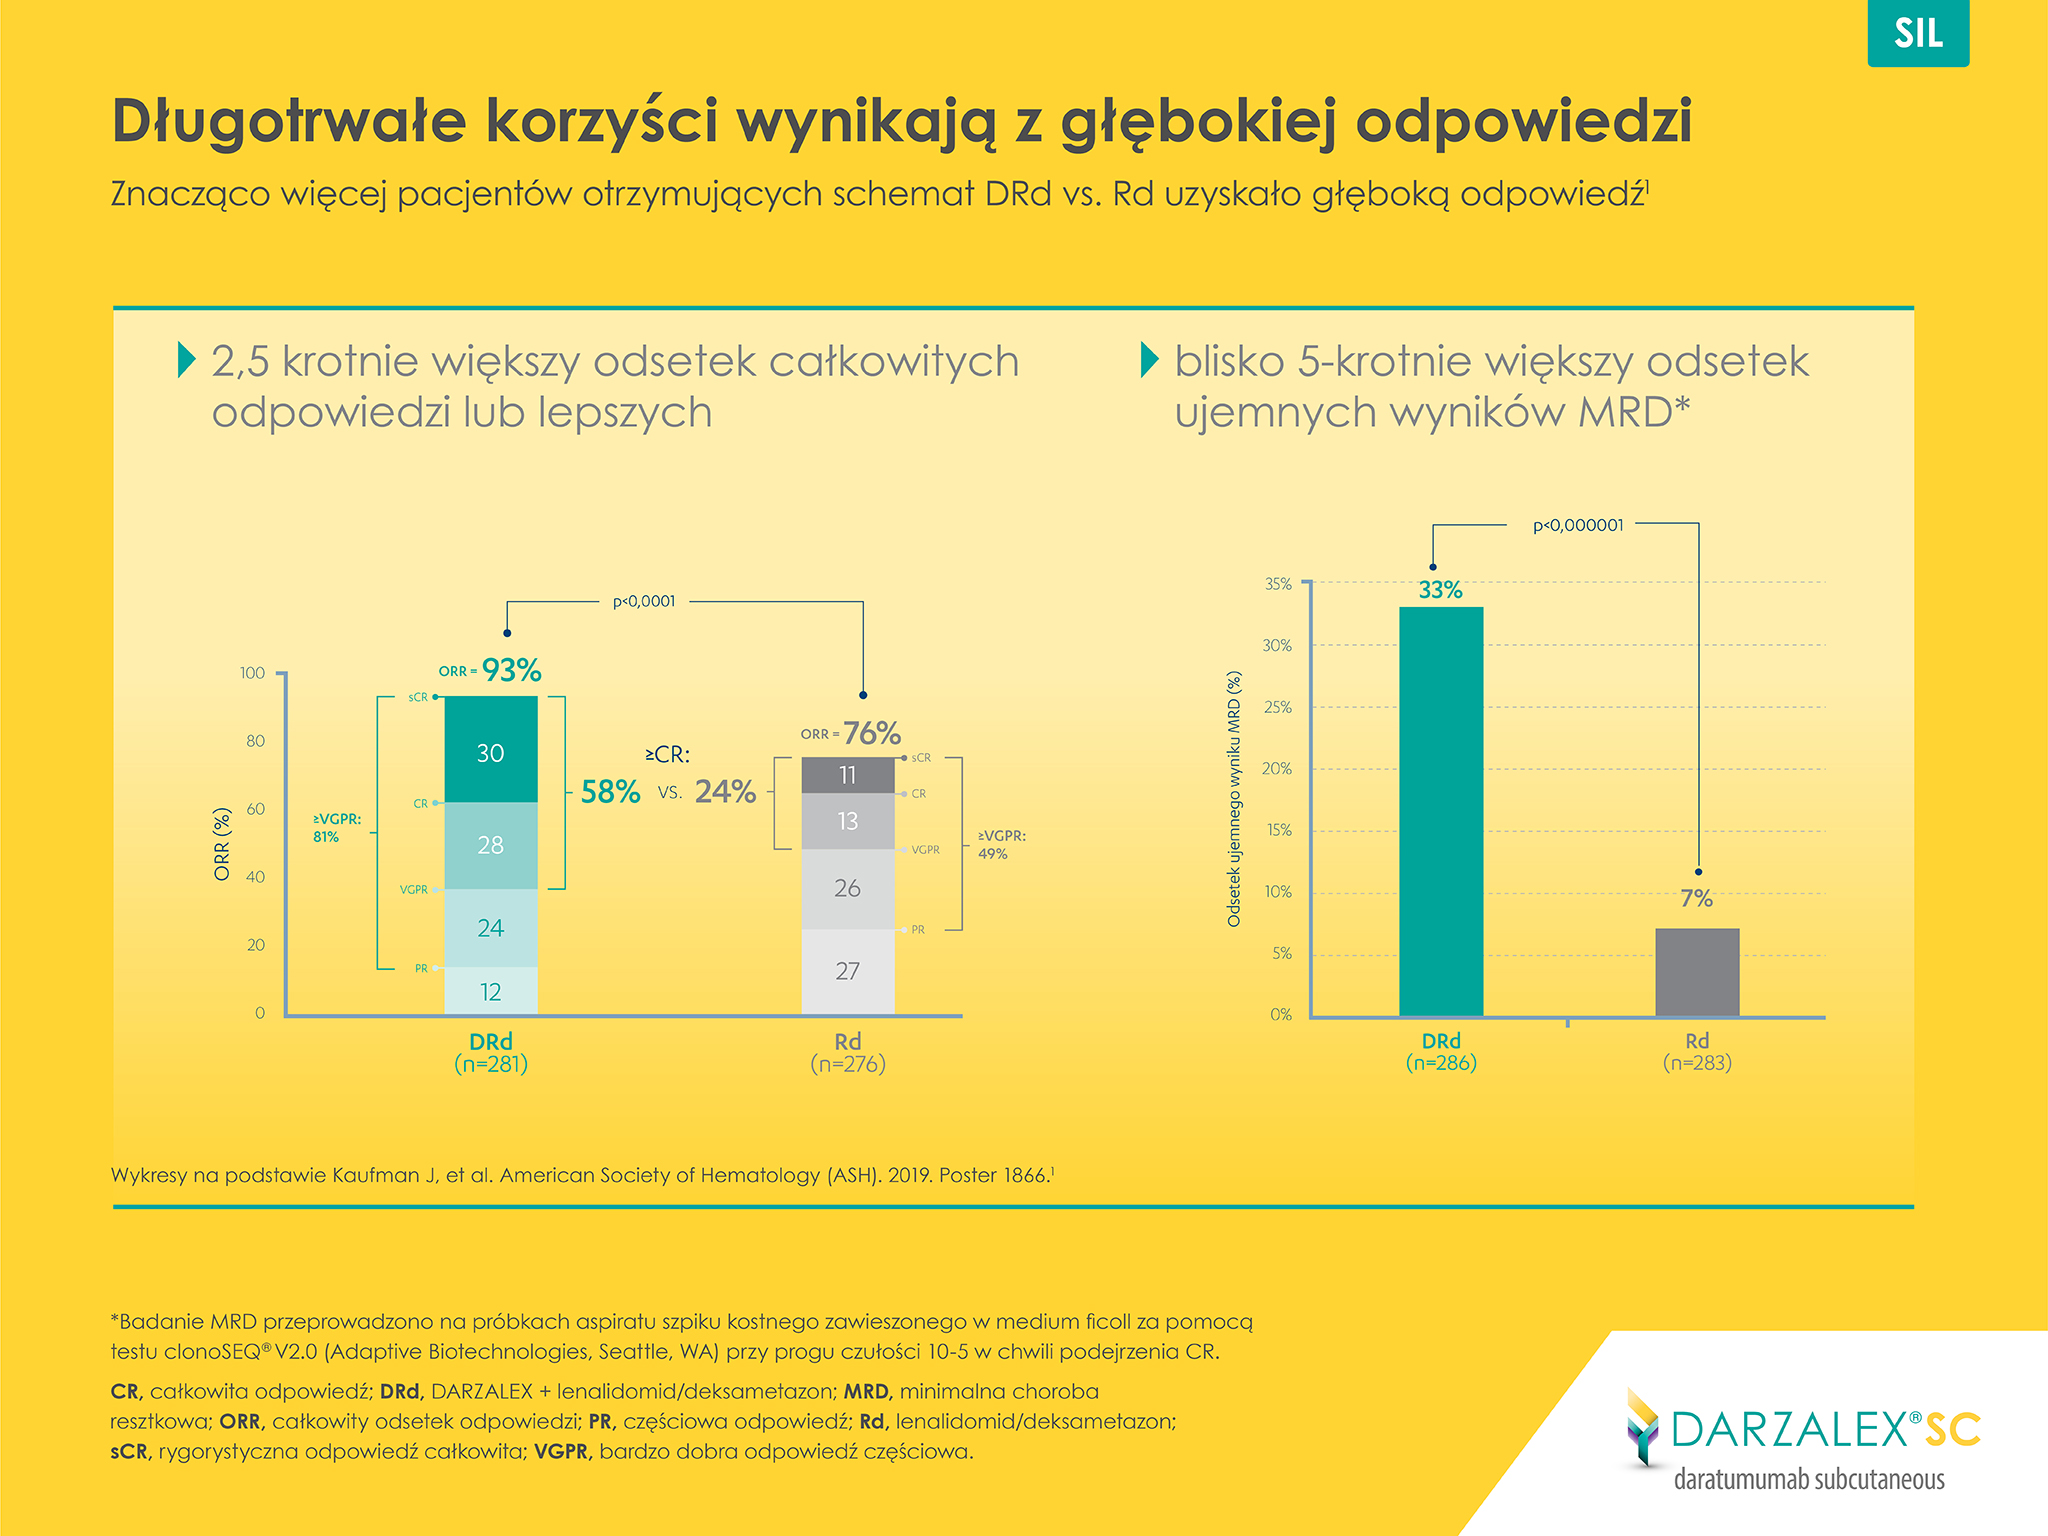 SIL
Długotrwałe korzyści wynikają z głębokiej odpowiedzi
Znacząco więcej pacjentów otrzymujących schemat DRd vs. Rd uzyskało głęboką odpowiedź¹
2,5 krotnie większy odsetek całkowitych
odpowiedzi lub lepszych
p<0,0001
ORR (%)
100
80
60
40
20
0
ORR = 93%
sCR
30
CR
28
VGPR
24
PR
12
≥VGPR:
81%
≥CR:
58% vs. 24%
ORR = 76%
sCR
11
CR
13
VGPR
26
PR
27
≥VGPR:
49%
DRd
(n=281)
Rd
(n=276)
blisko 5-krotnie większy odsetek
ujemnych wyników MRD*
p<0,000001
Odsetek ujemnego wyniku MRD (%)
35%
30%
25%
20%
15%
10%
5%
0%
33%
7%
DRd
(n=286)
Rd
(n=283)
Wykresy na podstawie Kaufman J, et al. American Society of Hematology (ASH). 2019. Poster 1866.¹
*Badanie MRD przeprowadzono na próbkach aspiratu szpiku kostnego zawieszonego w medium ficoll za pomocą
testu clonoSEQ® V2.0 (Adaptive Biotechnologies, Seattle, WA) przy progu czułości 10-5 w chwili podejrzenia CR.
CR, całkowita odpowiedź; DRd, DARZALEX + lenalidomid/deksametazon; MRD, minimalna choroba
resztkowa; ORR, całkowity odsetek odpowiedzi; PR, częściowa odpowiedź; Rd, lenalidomid/deksametazon;
sCR, rygorystyczna odpowiedź całkowita; VGPR, bardzo dobra odpowiedź częściowa.
DARZALEX® SC
daratumumab subcutaneous